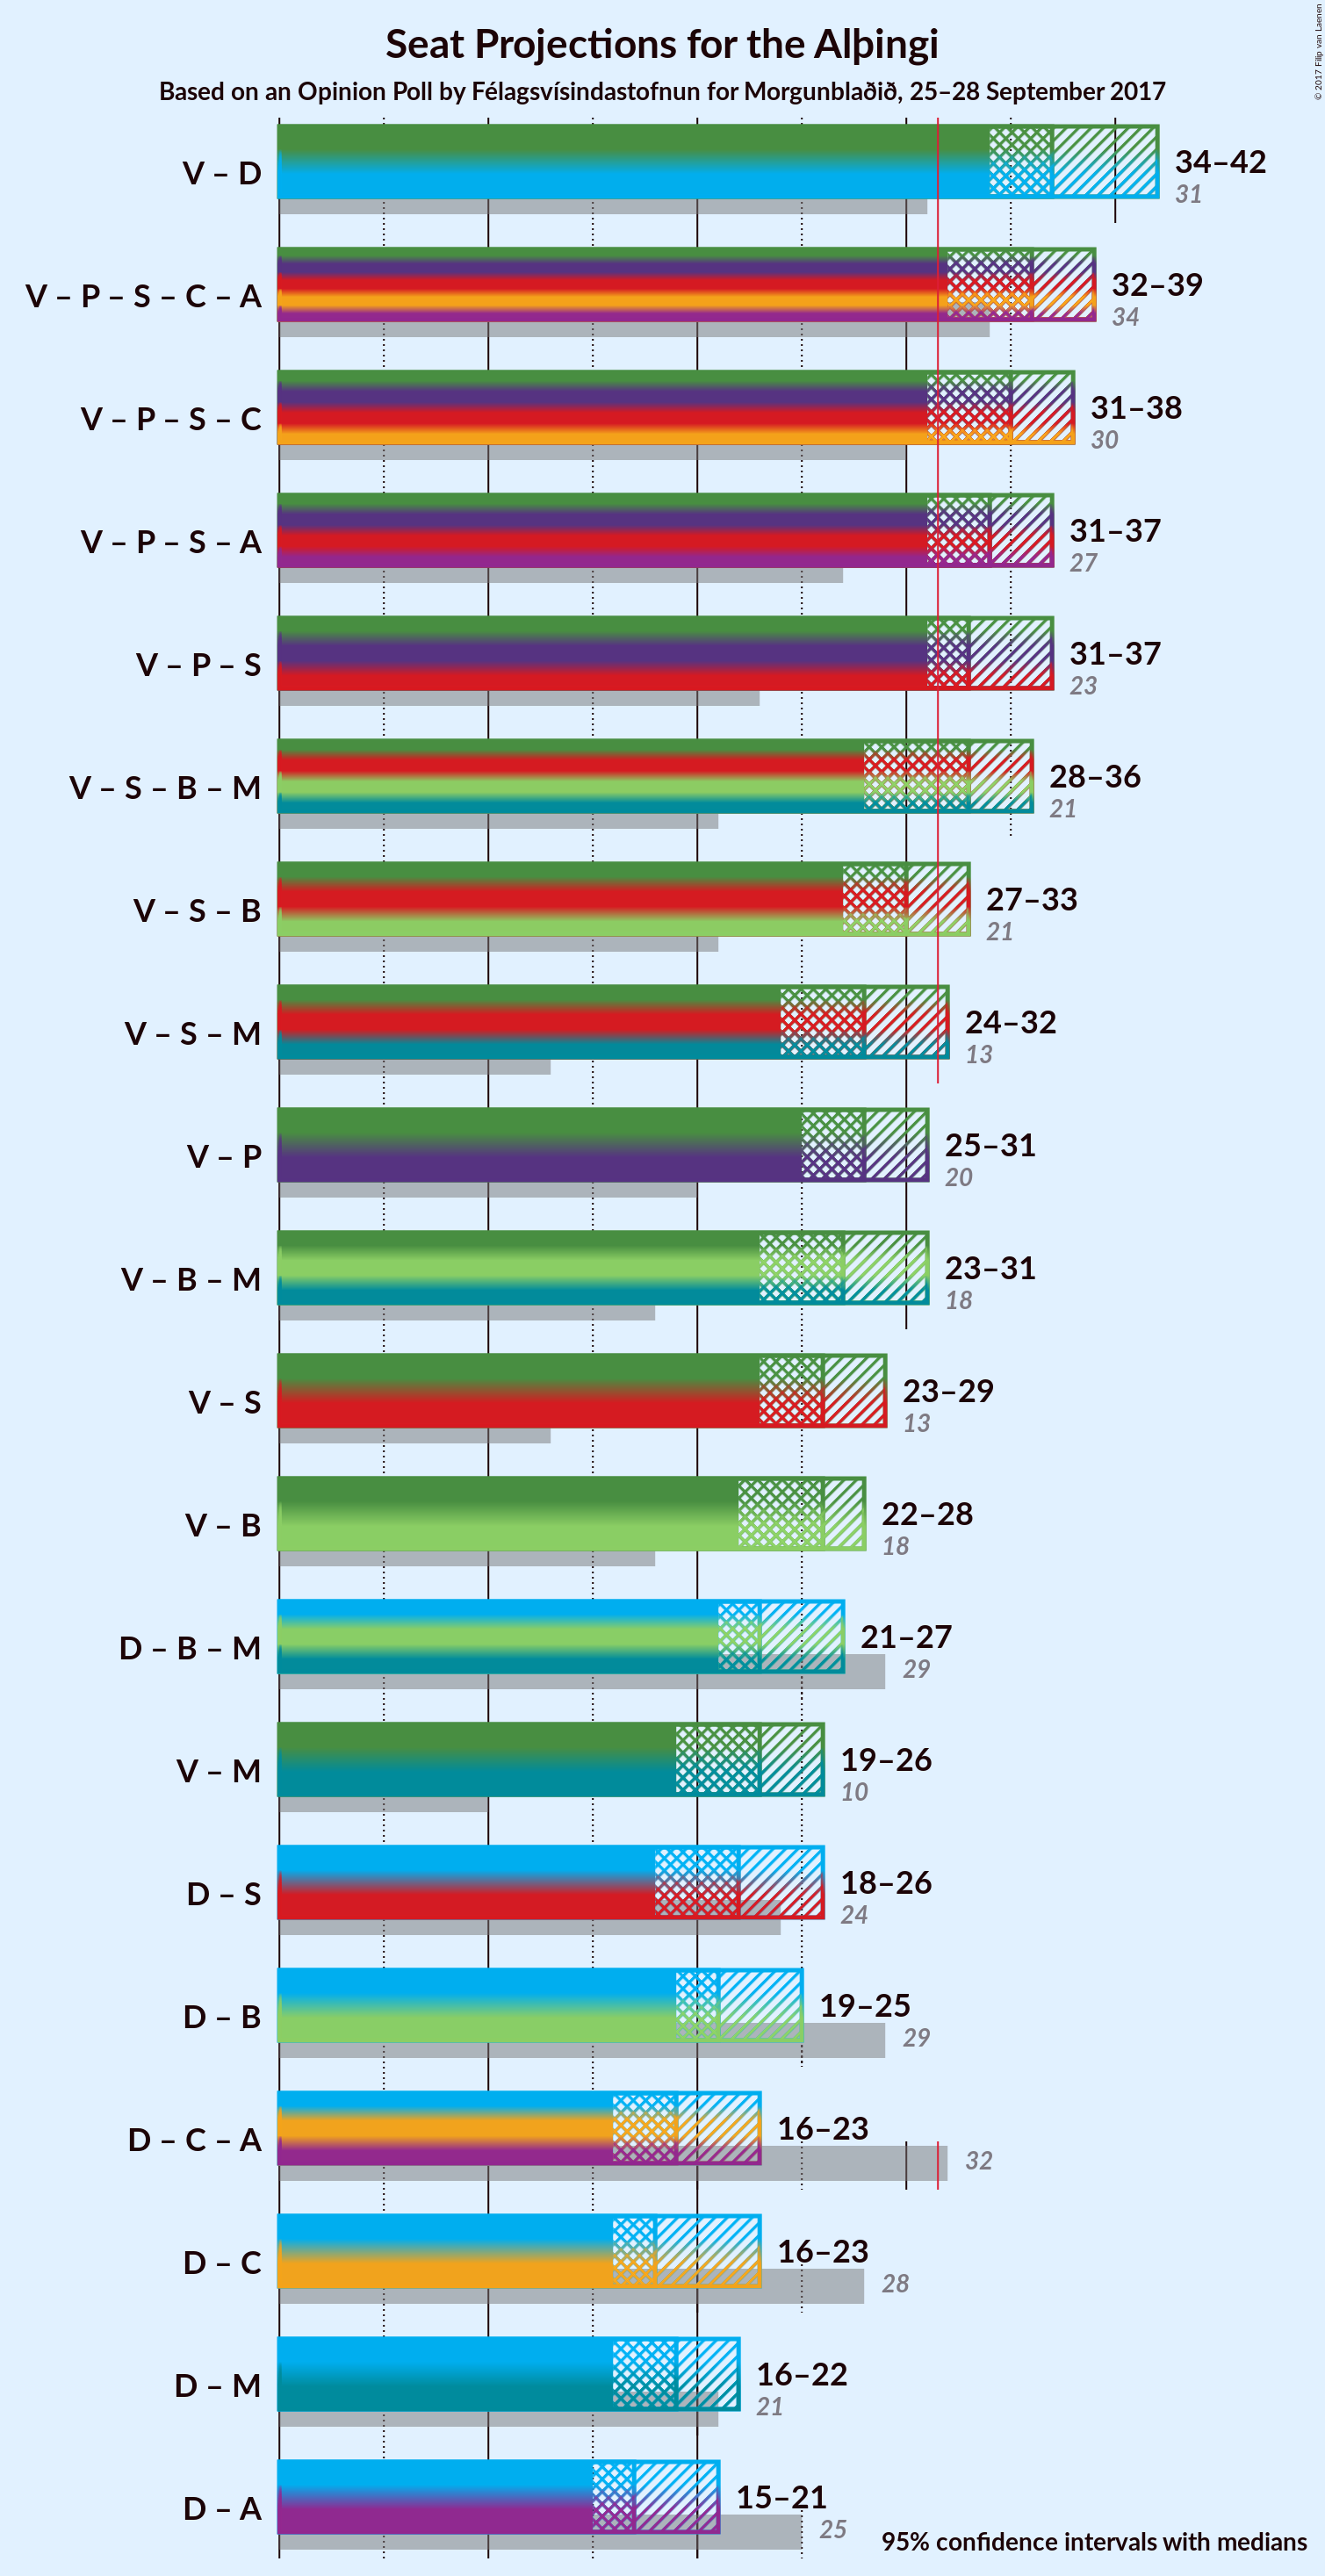 © 2017 Filip van Laenen
Seat Projections for the Alþingi
Based on an Opinion Poll by Félagsvísindastofnun for Morgunblaðið, 25–28 September 2017
V – D
34–42
31
V – P – S – C – A
32–39
34
V – P – S – C
31–38
30
V – P – S – A
31–37
27
V – P – S
31–37
23
V – S – B – M
28–36
21
V – S – B
27–33
21
V – S – M
24–32
13
V – P
25–31
20
V – B – M
23–31
18
V – S
23–29
13
V – B
22–28
18
D – B – M
21–27
29
V – M
19–26
10
D – S
18–26
24
D – B
19–25
29
D – C – A
16–23
32
D – C
16–23
28
D – M
16–22
21
D – A
15–21
25
95% confidence intervals with medians